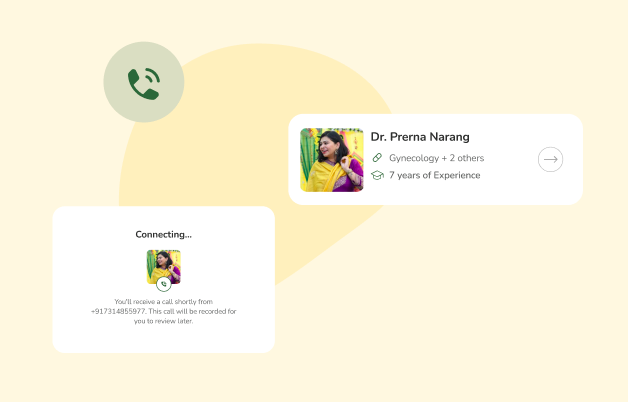 Dr. Prerna Narang
Gynecology + 2 others
7 years of Experience
Connecting...
You'll receive a call shortly from
+917314855977. This call will be recorded for
you to review later.